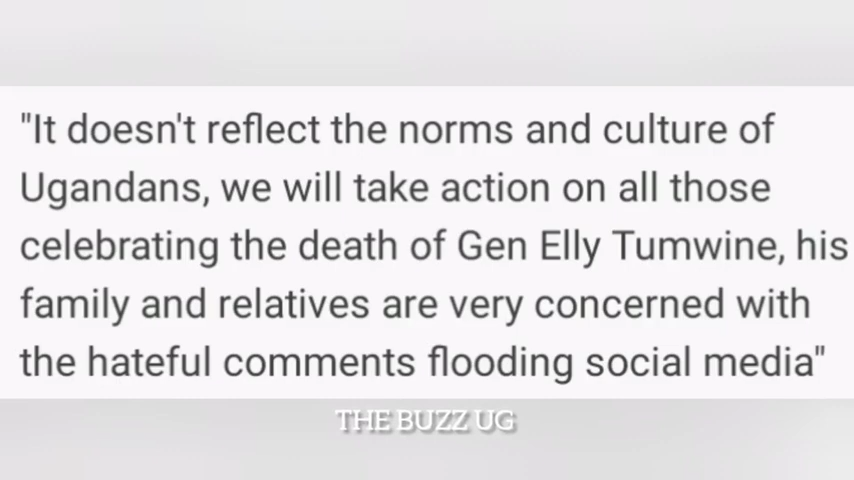 "It doesn't reflect the norms and culture of
Ugandans, we will take action on all those
celebrating the death of Gen Elly Tumwine, his
family and relatives are very concerned with
the hateful comments flooding social media"
THE BUZZ UG